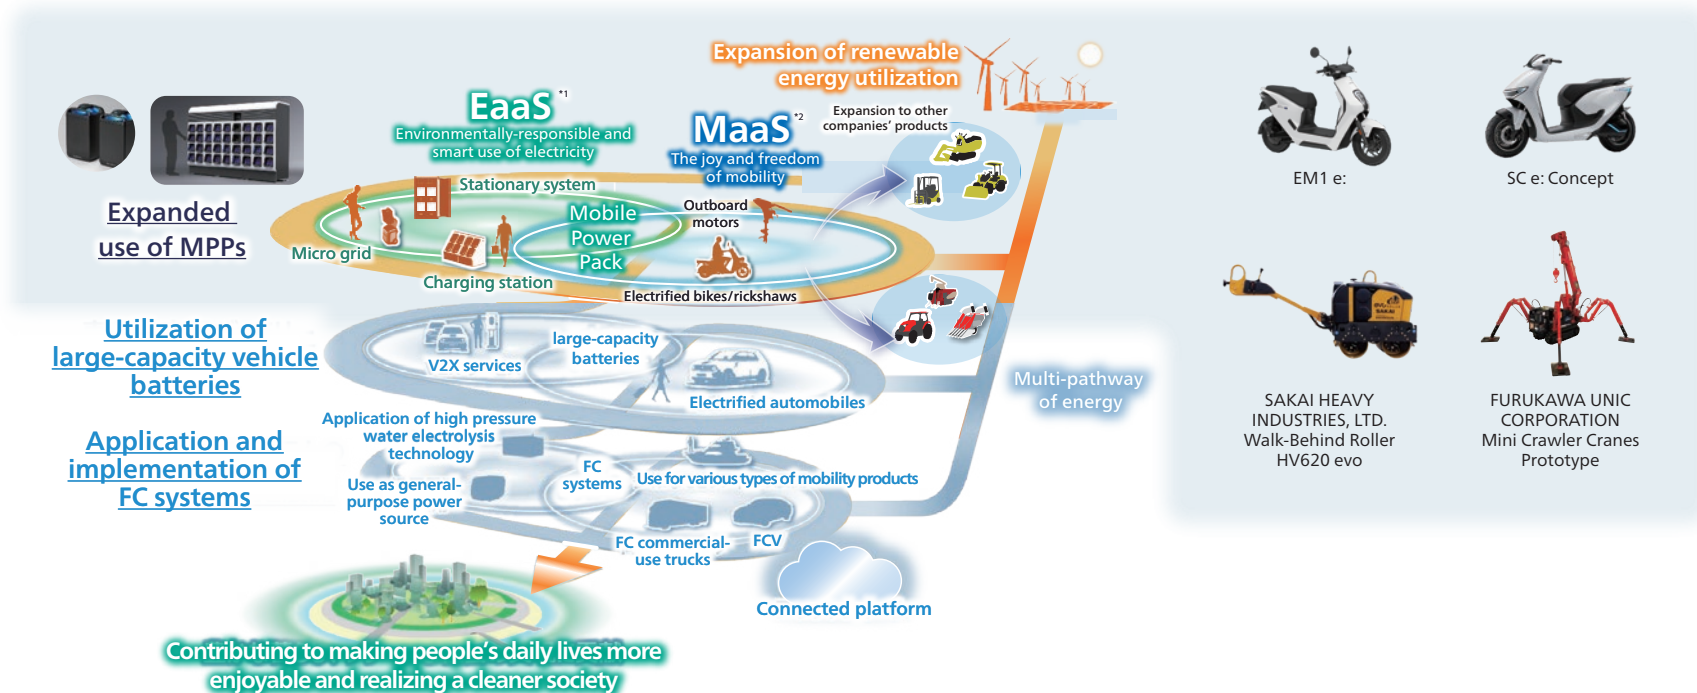 Expansion of renewable
energy utilization
EaaS *1
Environmentally-responsible and
smart use of electricity
MaaS *2
The joy and freedom
of mobility
Expansion to other
companies' products
Expanded
use of MPPs
Stationary system
Micro grid
Charging station
Mobile
Power
Pack
Outboard
motors
Electrified bikes/rickshaws
Utilization of
large-capacity vehicle
batteries
V2X services
large-capacity
batteries
Electrified automobiles
Multi-pathway
of energy
Application and
implementation of
FC systems
Application of high pressure
water electrolysis
technology
Use as general-
purpose power
source
FC
systems
Use for various types of mobility products
FC commercial-
use trucks
FCV
Connected platform
Contributing to making people's daily lives more
enjoyable and realizing a cleaner society
EM1 e:
SC e: Concept
SAKAI
SAKAI HEAVY
INDUSTRIES, LTD.
Walk-Behind Roller
HV620 evo
FURUKAWA UNIC
CORPORATION
Mini Crawler Cranes
Prototype